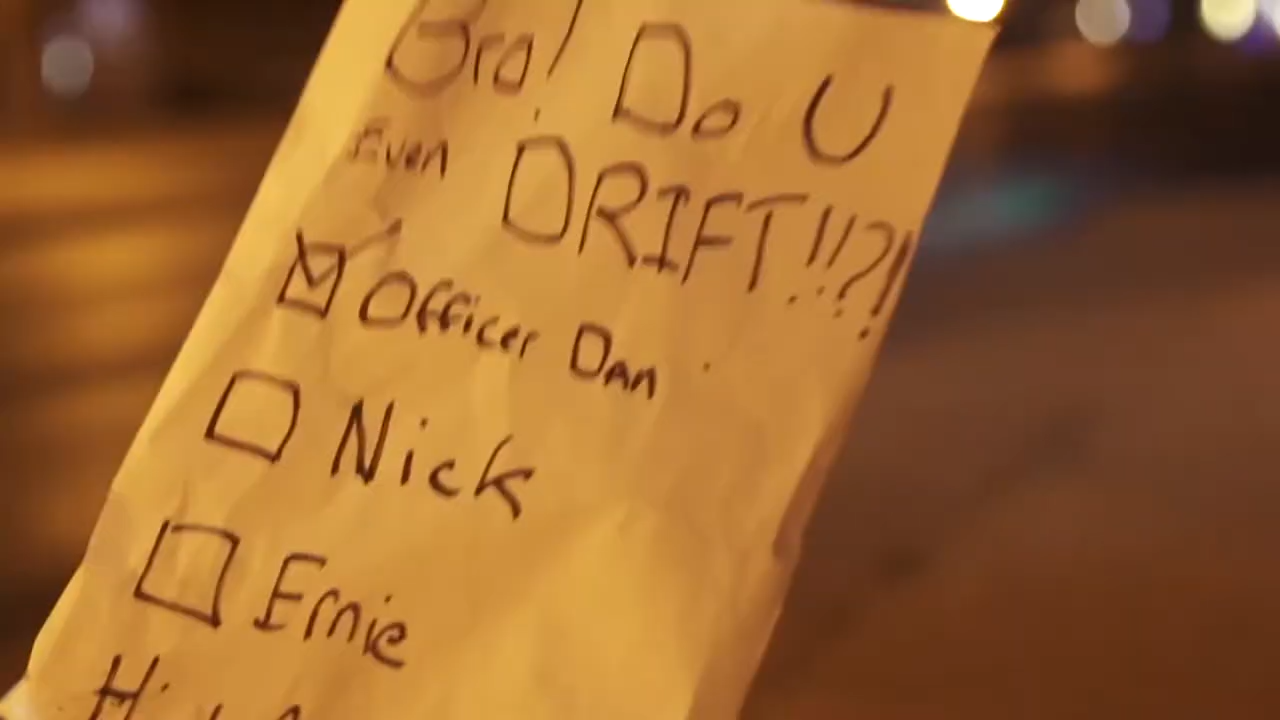 Bro! Do U
Even DRIFT!!?!
Officer Dan
Nick
Ernie